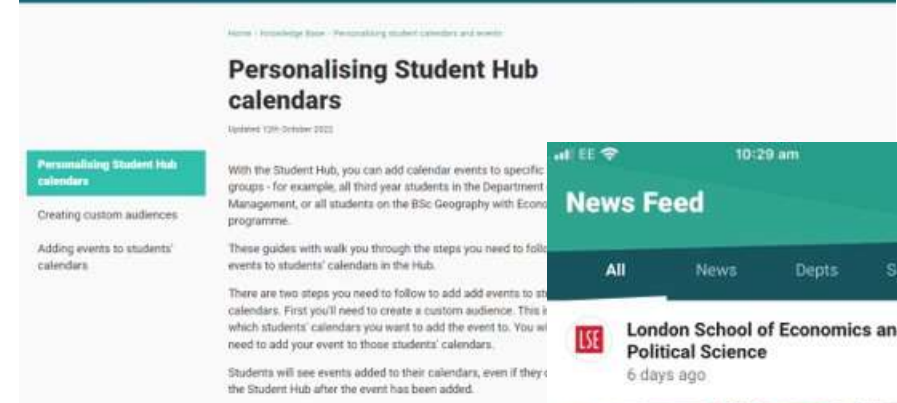 Home - Knowledge Base - Personalising student calendars and events
Personalising Student Hub
calendars
Updated 12th October 2022
Personalising Student Hub
calendars
Creating custom audiences
Adding events to students'
calendars
With the Student Hub, you can add calendar events to specific
groups - for example, all third year students in the Department
Management, or all students on the BSc Geography with Econo
programme.
These guides with walk you through the steps you need to follo
events to students' calendars in the Hub.
There are two steps you need to follow to add add events to stu
calendars. First you'll need to create a custom audience. This i
which students' calendars you want to add the event to. You wi
need to add your event to those students' calendars.
Students will see events added to their calendars, even if they
the Student Hub after the event has been added.
EE
10:29 am
News Feed
All
News
Depts
S
LSE
London School of Economics an
Political Science
6 days ago